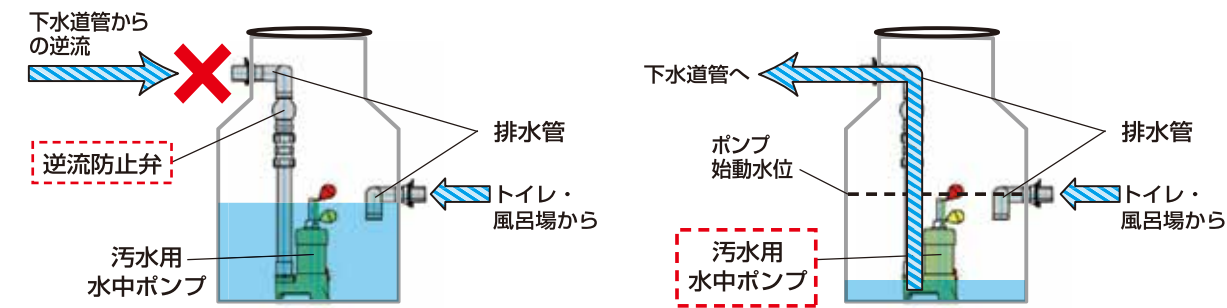 下水道管から
の逆流
逆流防止弁
排水管
トイレ・
風呂場から
汚水用
水中ポンプ
下水道管へ
排水管
ポンプ
始動水位
トイレ・
風呂場から
汚水用
水中ポンプ